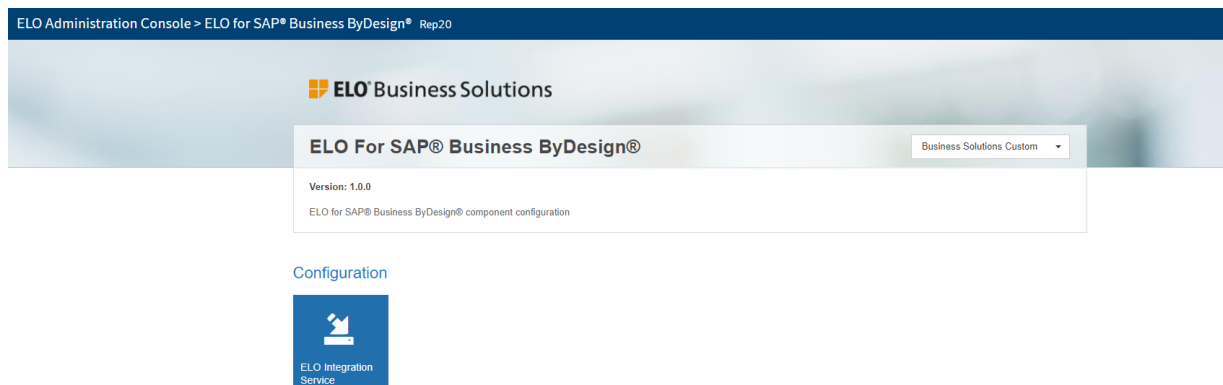 ELO Administration Console > ELO for SAP® Business ByDesign® Rep20
ELO® Business Solutions
ELO For SAP® Business ByDesign®
Business Solutions Custom
Version: 1.0.0
ELO for SAP® Business ByDesign® component configuration
Configuration
ELO Integration
Service